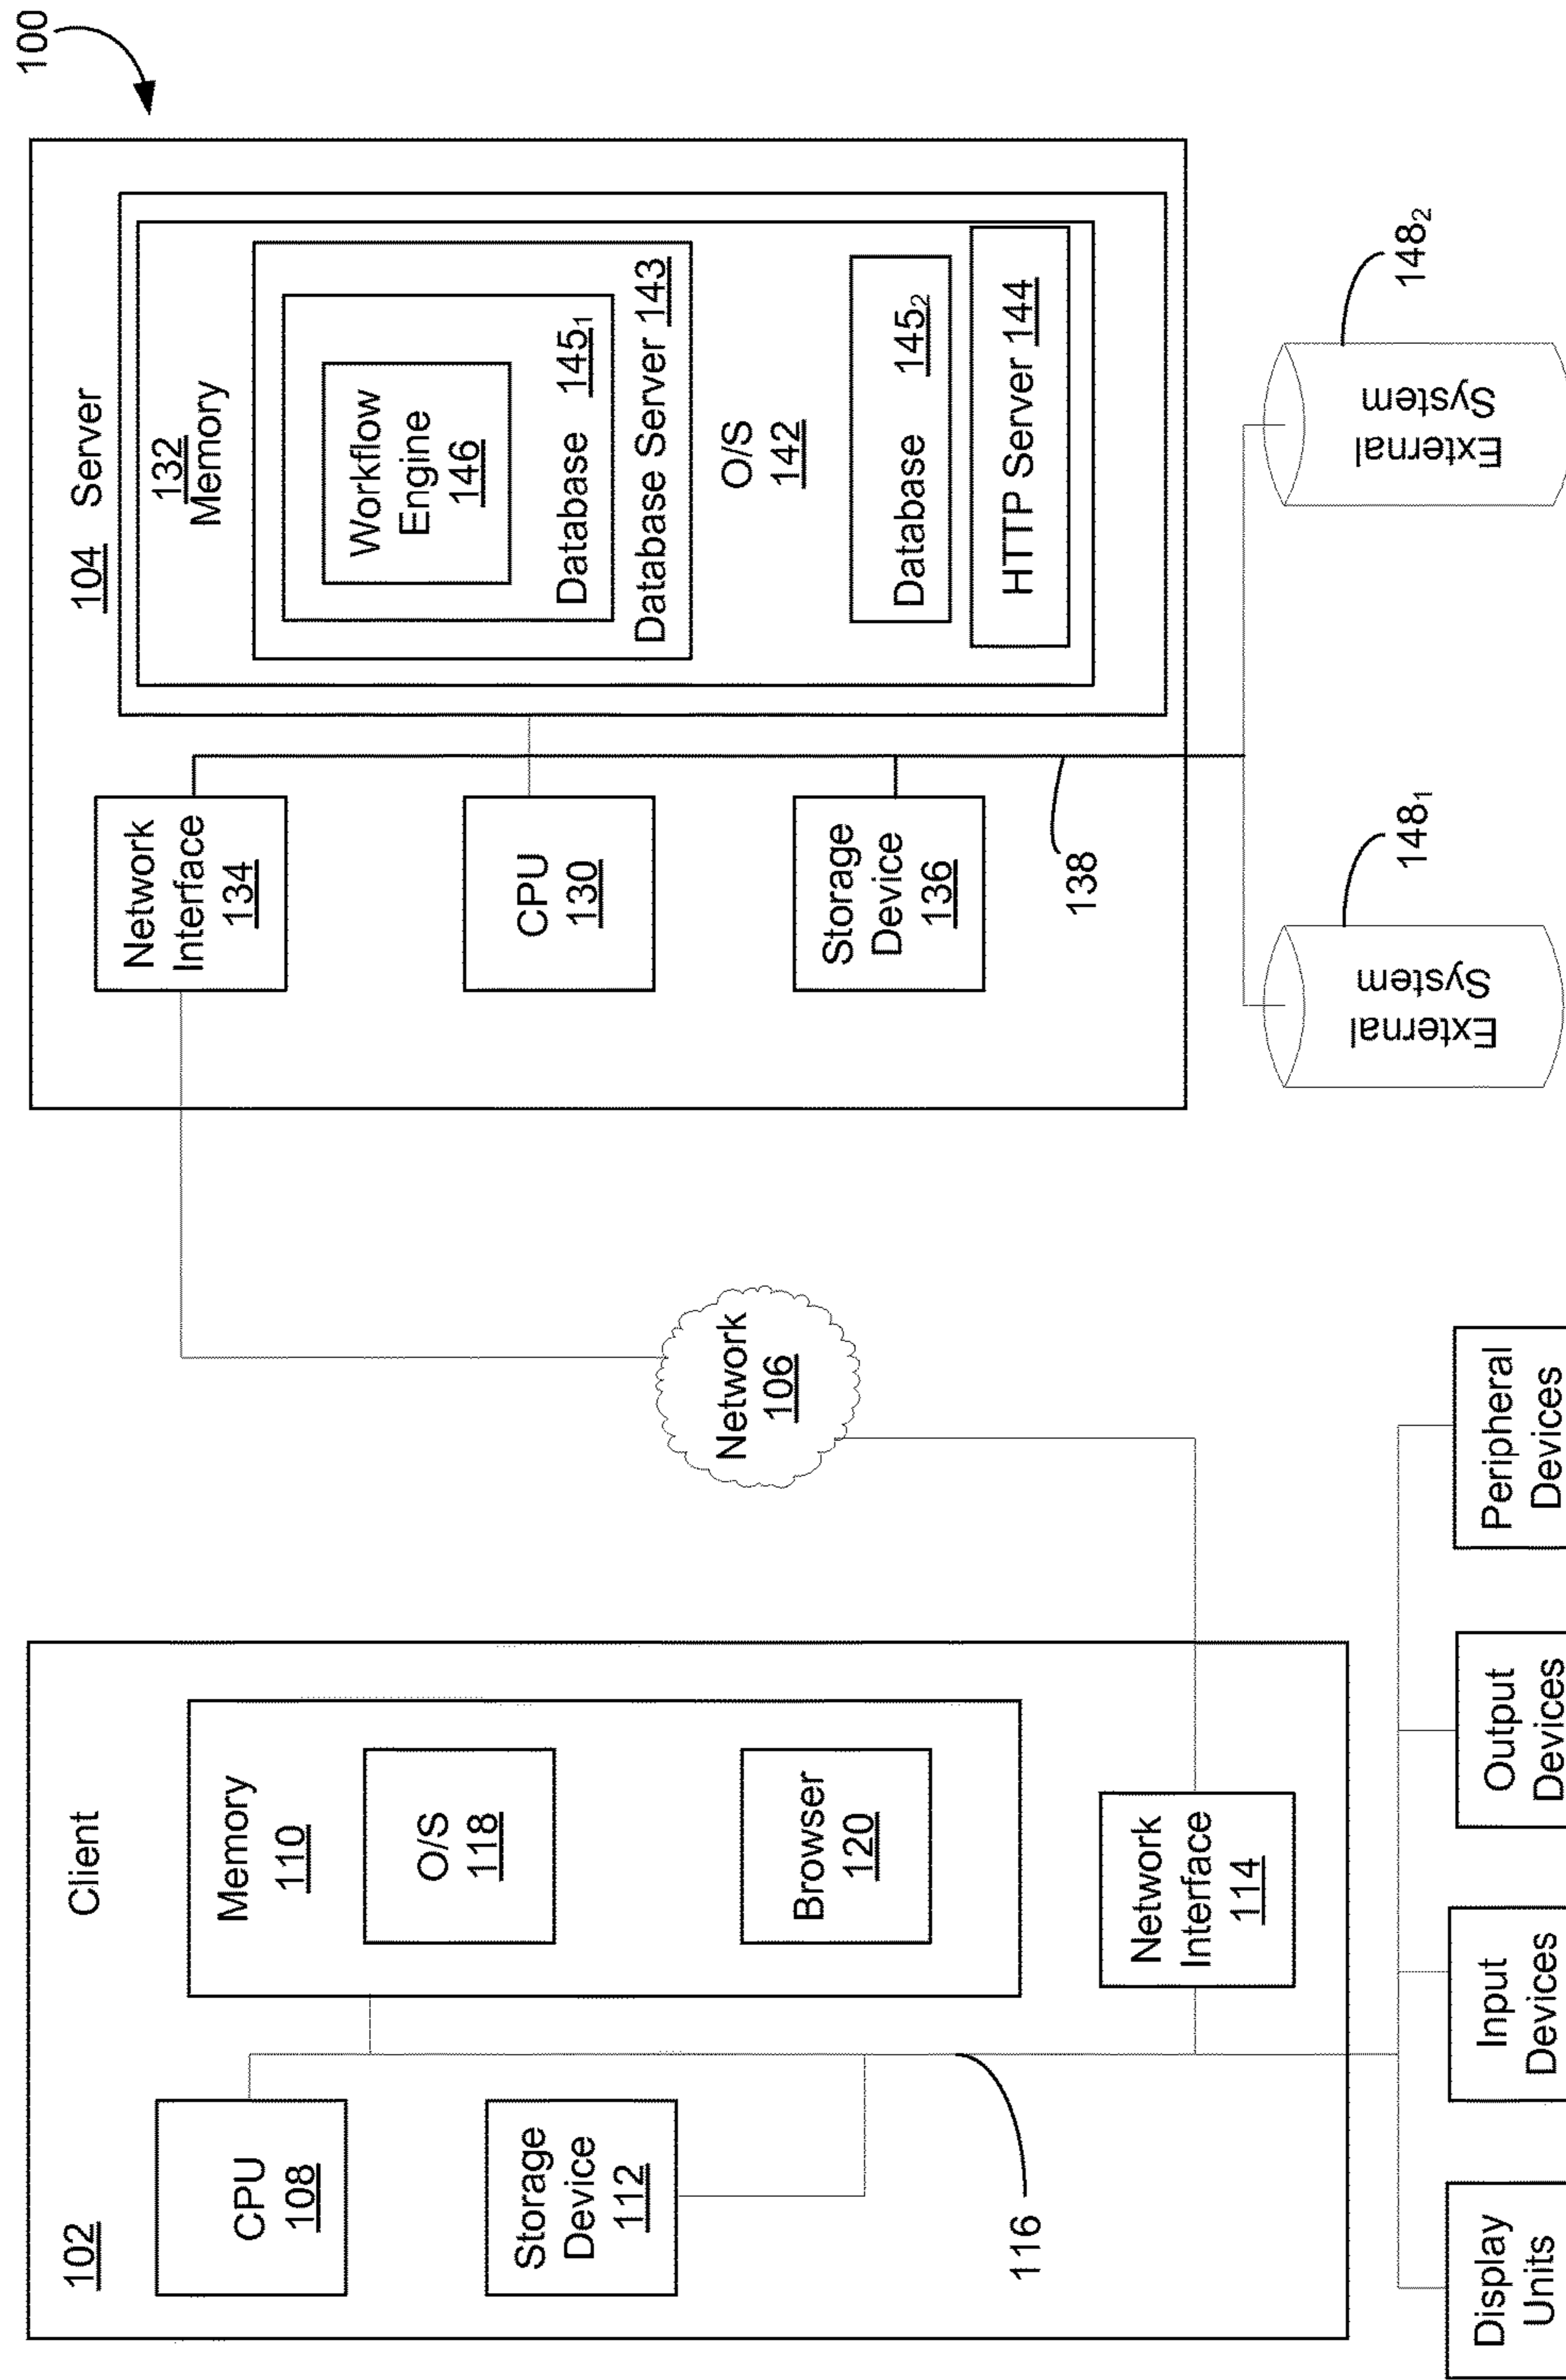 100
102
Client
CPU
108
Storage
Device
112
Memory
110
O/S
118
Browser
120
Network
Interface
114
116
Display
Units
Input
Devices
Output
Devices
Peripheral
Devices
Network
106
104 Server
Network
Interface
134
CPU
130
Storage
Device
136
138
132
Memory
Workflow
Engine
146
Database 145₁
Database Server 143
O/S
142
Database 145₂
HTTP Server 144
External
System
148₁
External
System
148₂